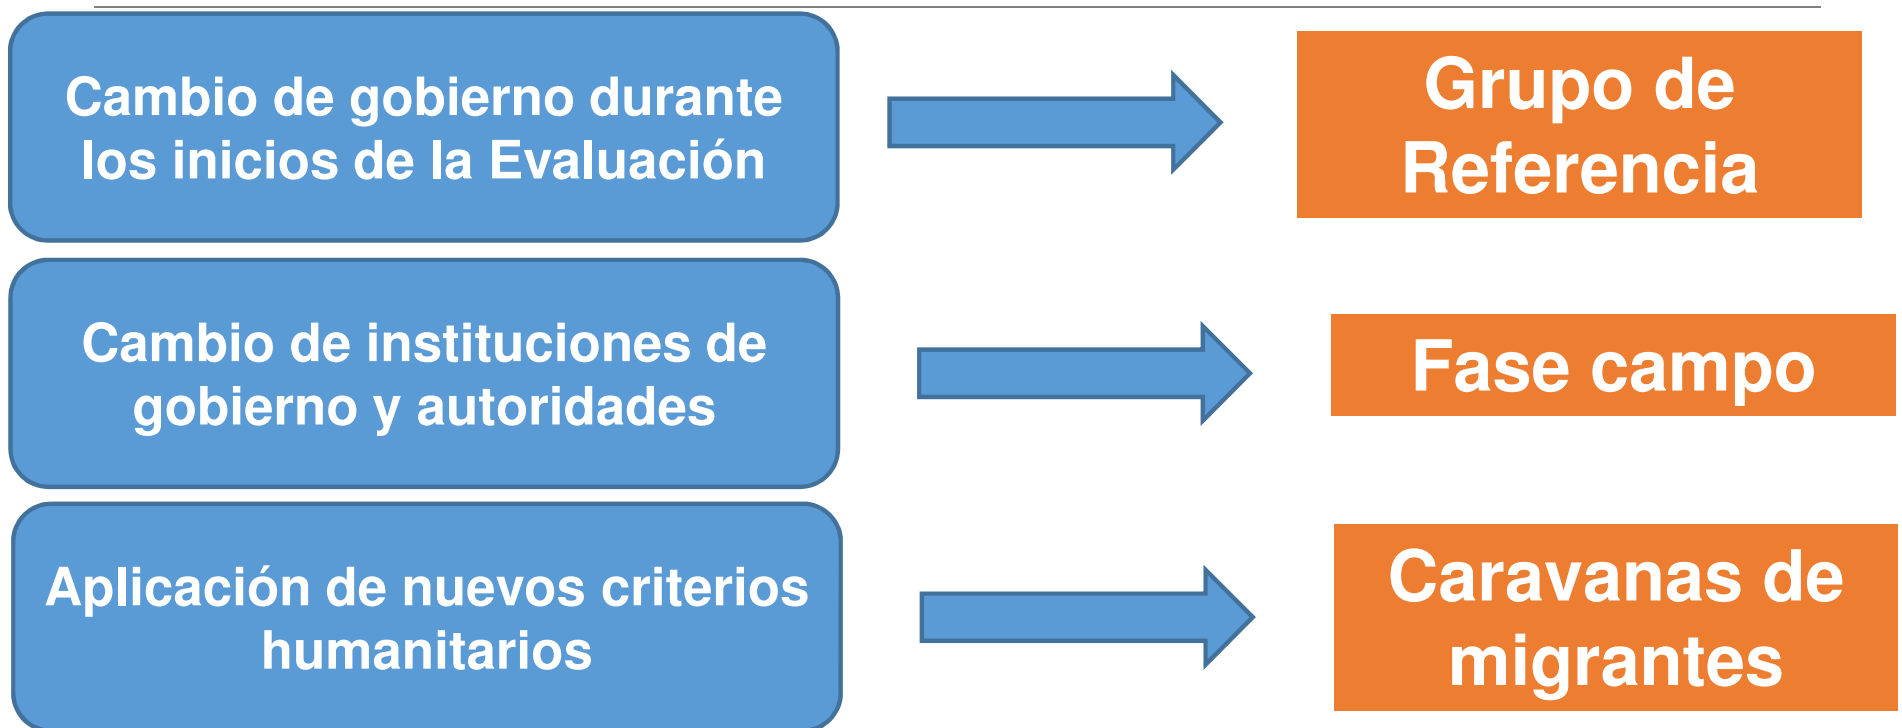 Cambio de gobierno durante
los inicios de la Evaluación
Grupo de
Referencia
Cambio de instituciones de
gobierno y autoridades
Fase campo
Aplicación de nuevos criterios
humanitarios
Caravanas de
migrantes